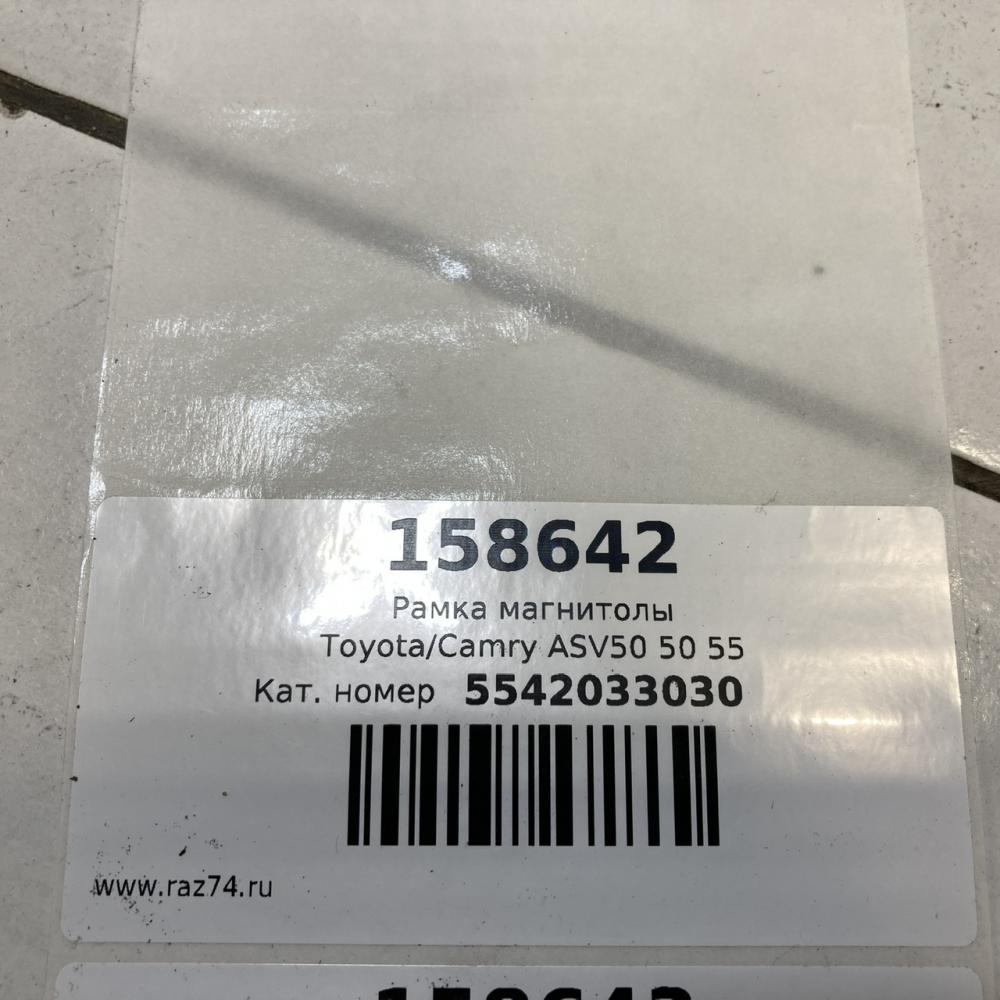 158642
Рамка магнитолы
Toyota/Camry ASV50 50 55
Кат. номер 5542033030
www.raz74.ru